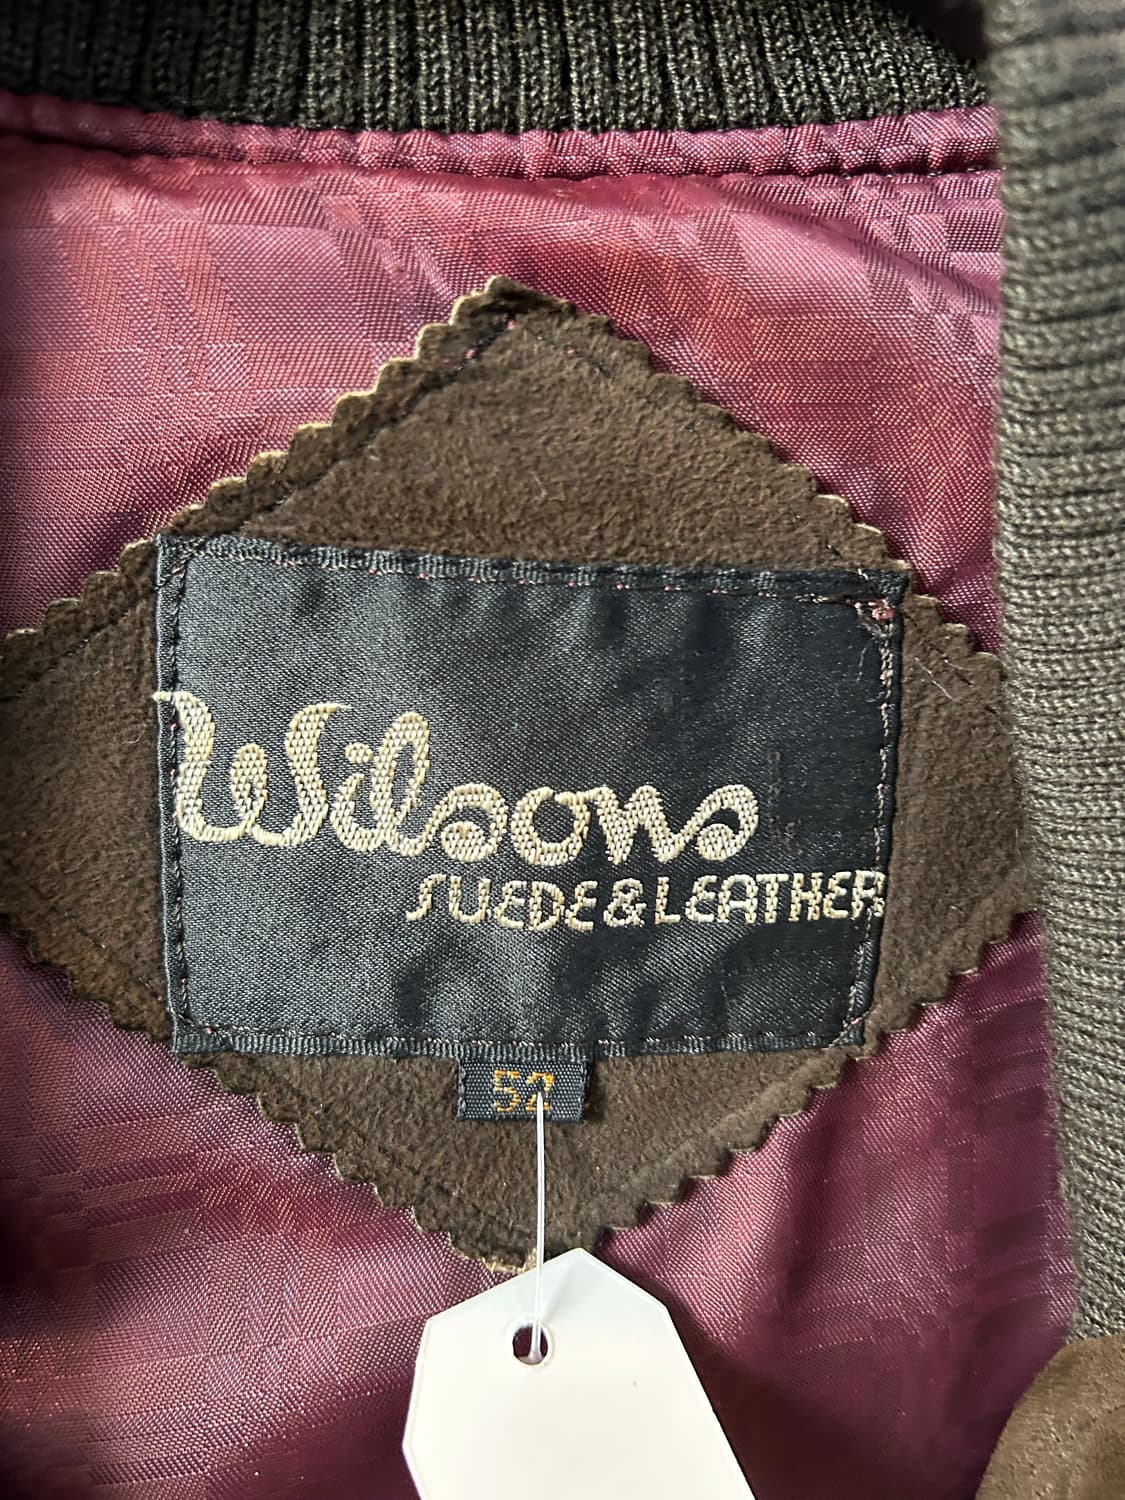 Wilsons
SUEDE & LEATHER
52